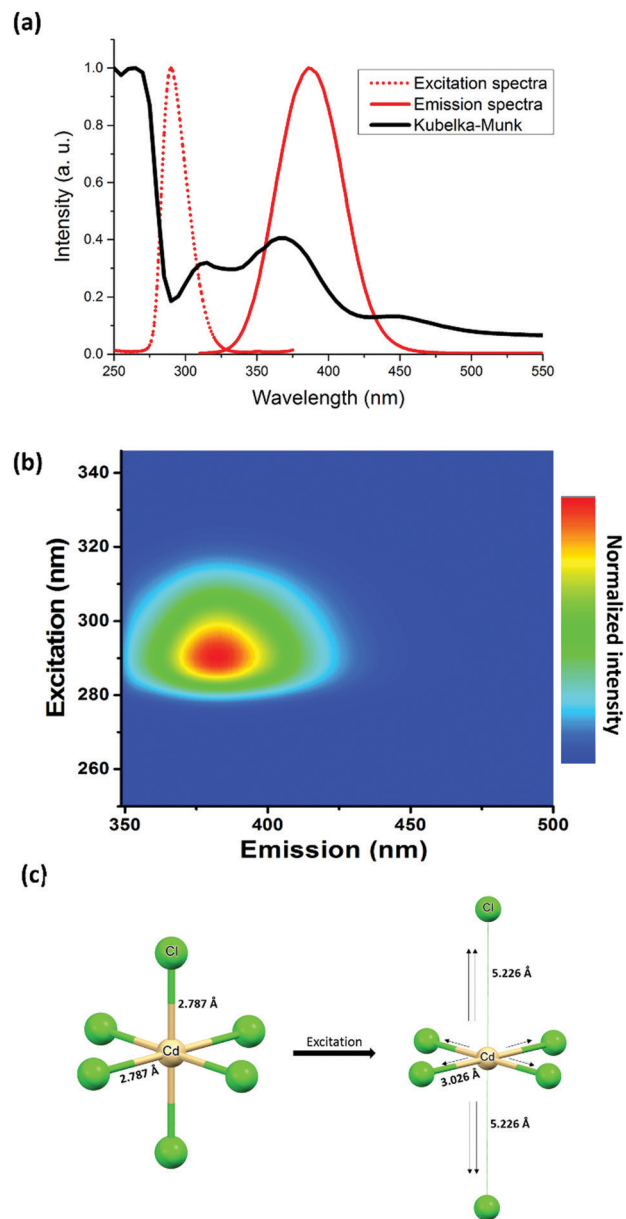 (a)
Excitation spectra
Emission spectra
Kubelka-Munk
1.0
0.8
0.6
0.4
0.2
0.0
Intensity (a. u.)
250 300 350 400 450 500 550
Wavelength (nm)
(b)
340
320
300
280
260
Excitation (nm)
350 400 450 500
Emission (nm)
Normalized intensity
(c)
Cl
2.787 Å
Cd
2.787 Å
Excitation
Cl
5.226 Å
Cd
3.026 Å
5.226 Å